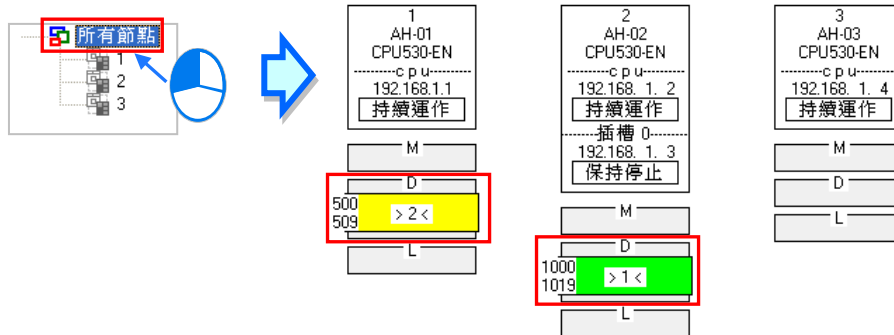 所有節點
1
2
3
1
AH-01
CPU530-EN
--------c p u--------
192.168.1.1
持續運作
M
D
500
509
> 2 <
L
2
AH-02
CPU530-EN
--------c p u--------
192.168. 1. 2
持續運作
------插槽 0------
192.168. 1. 3
保持停止
M
D
1000
1019
> 1 <
L
3
AH-03
CPU530-EN
--------c p u--------
192.168. 1. 4
持續運作
M
D
L